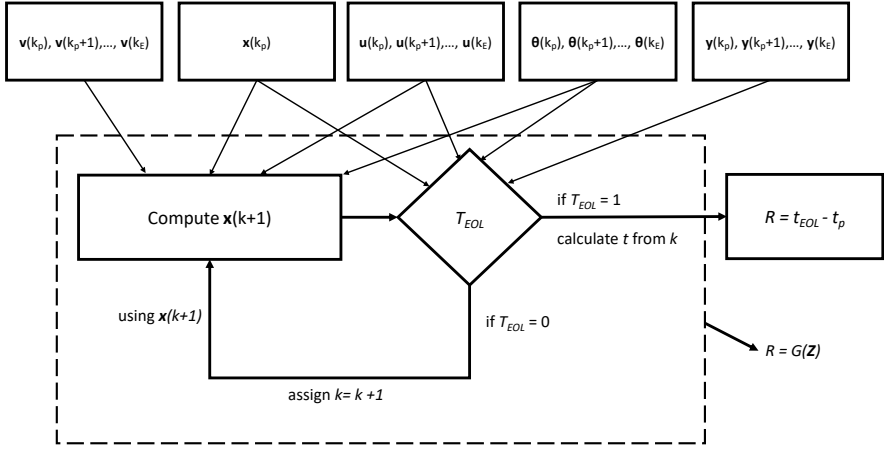 v(kₚ), v(kₚ+1),..., v(k_E)
x(kₚ)
u(kₚ), u(kₚ+1),..., u(k_E)
θ(kₚ), θ(kₚ+1),..., θ(k_E)
y(kₚ), y(kₚ+1),..., y(k_E)
Compute x(k+1)
T_EOL
if T_EOL = 1
calculate t from k
R = t_EOL - t_p
using x(k+1)
if T_EOL = 0
assign k= k +1
R = G(Z)